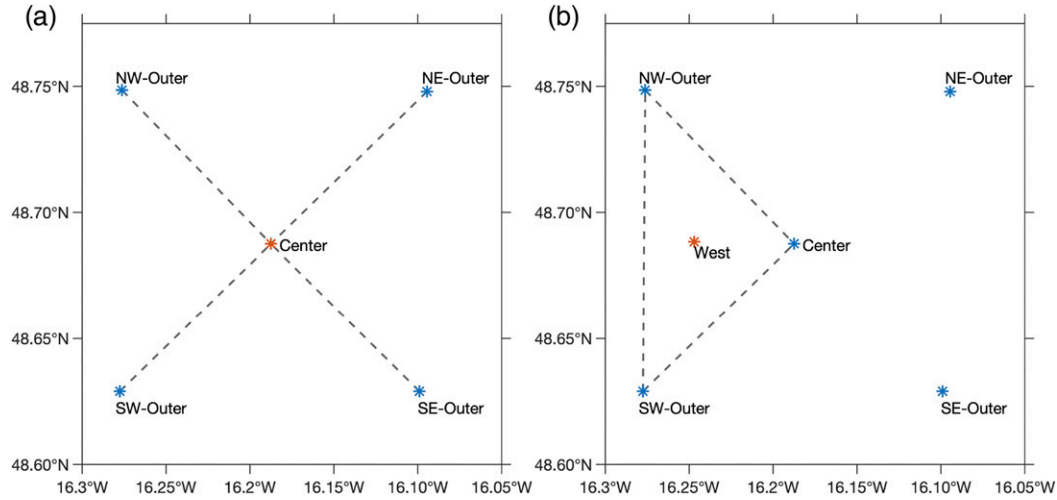 (a)
(b)
48.75°N
NW-Outer
NE-Outer
48.70°N
Center
48.65°N
SW-Outer
SE-Outer
48.60°N
16.3°W 16.25°W 16.2°W 16.15°W 16.10°W 16.05°W
48.75°N
NW-Outer
NE-Outer
48.70°N
West
Center
48.65°N
SW-Outer
SE-Outer
48.60°N
16.3°W 16.25°W 16.2°W 16.15°W 16.10°W 16.05°W